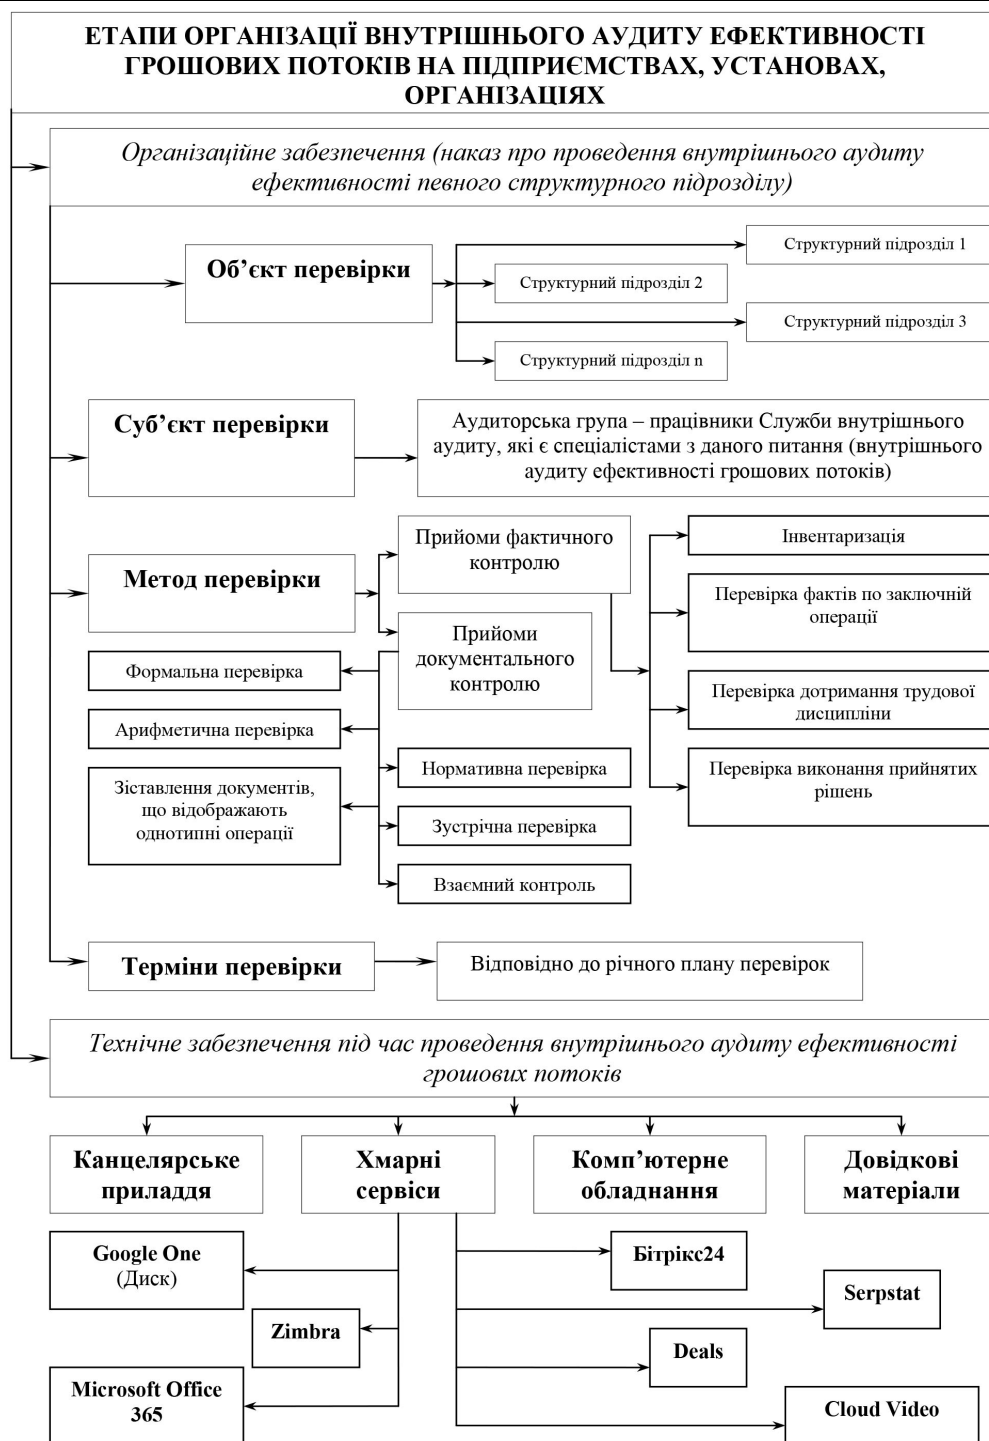 ЕТАПИ ОРГАНІЗАЦІЇ ВНУТРІШНЬОГО АУДИТУ ЕФЕКТИВНОСТІ
ГРОШОВИХ ПОТОКІВ НА ПІДПРИЄМСТВАХ, УСТАНОВАХ,
ОРГАНІЗАЦІЯХ
Організаційне забезпечення (наказ про проведення внутрішнього аудиту
ефективності певного структурного підрозділу)
Об’єкт перевірки
Структурний підрозділ 1
Структурний підрозділ 2
Структурний підрозділ 3
Структурний підрозділ n
Суб’єкт перевірки
Аудиторська група – працівники Служби внутрішнього
аудиту, які є спеціалістами з даного питання (внутрішнього
аудиту ефективності грошових потоків)
Метод перевірки
Прийоми фактичного
контролю
Інвентаризація
Перевірка фактів по заключній
операції
Перевірка дотримання трудової
дисципліни
Перевірка виконання прийнятих
рішень
Прийоми
документального
контролю
Формальна перевірка
Арифметична перевірка
Зіставлення документів,
що відображають
однотипні операції
Нормативна перевірка
Зустрічна перевірка
Взаємний контроль
Терміни перевірки
Відповідно до річного плану перевірок
Технічне забезпечення під час проведення внутрішнього аудиту ефективності
грошових потоків
Канцелярське
приладдя
Хмарні
сервіси
Комп’ютерне
обладнання
Довідкові
матеріали
Google One
(Диск)
Бітрікс24
Serpstat
Zimbra
Deals
Microsoft Office
365
Cloud Video